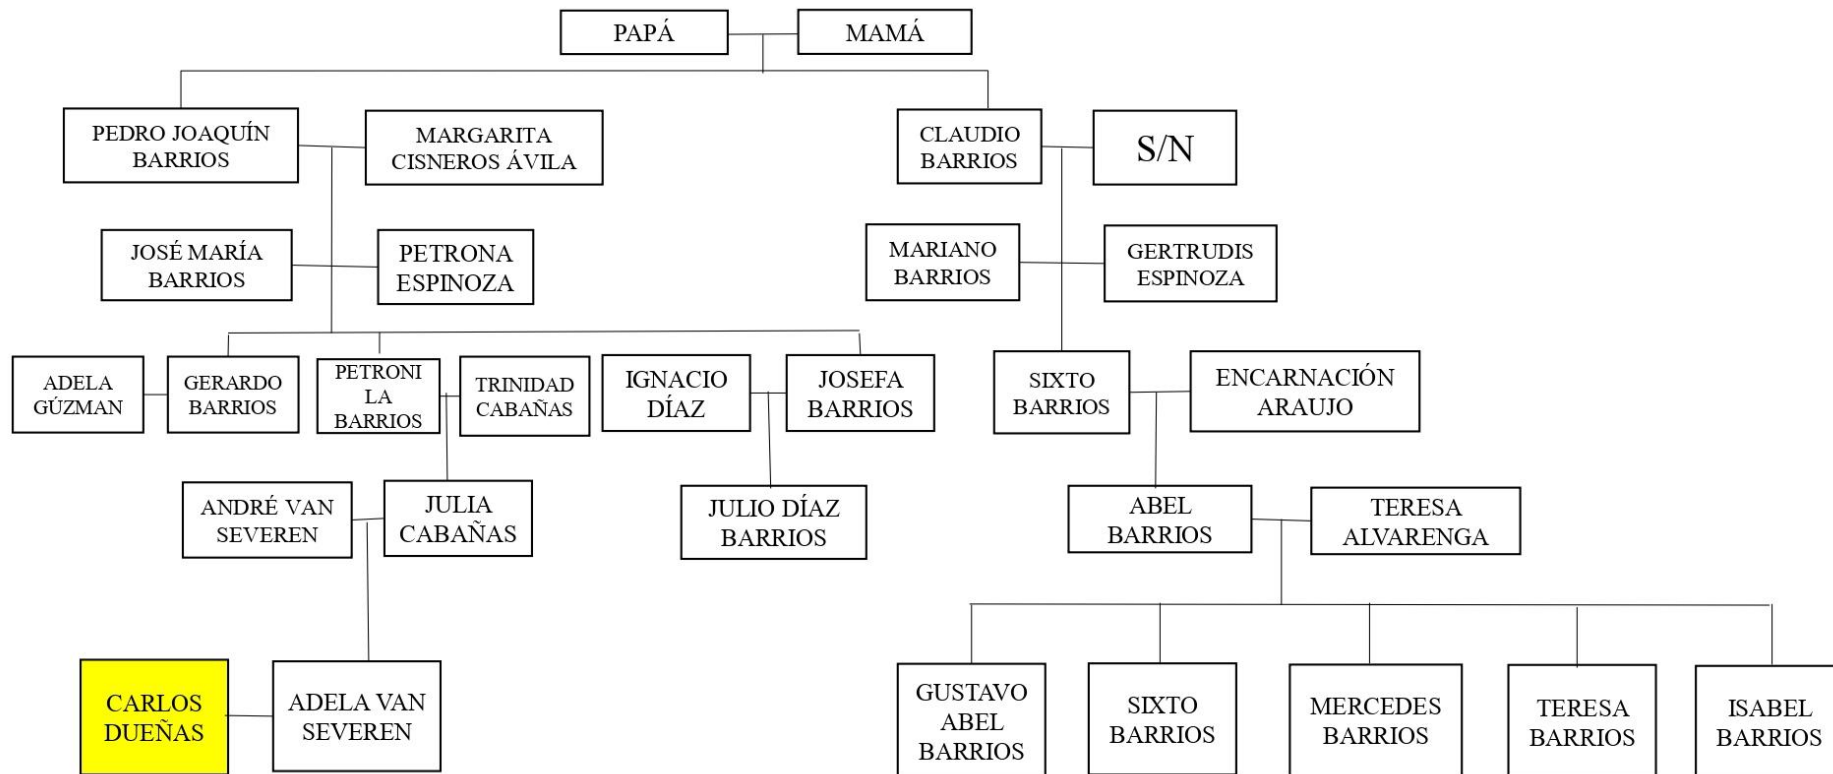 PAPÁ
MAMÁ
PEDRO JOAQUÍN
BARRIOS
MARGARITA
CISNEROS ÁVILA
CLAUDIO
BARRIOS
S/N
JOSÉ MARÍA
BARRIOS
PETRONA
ESPINOZA
MARIANO
BARRIOS
GERTRUDIS
ESPINOZA
ADELA
GÚZMAN
GERARDO
BARRIOS
PETRONI
LA
BARRIOS
TRINIDAD
CABAÑAS
IGNACIO
DÍAZ
JOSEFA
BARRIOS
SIXTO
BARRIOS
ENCARNACIÓN
ARAUJO
ANDRÉ VAN
SEVEREN
JULIA
CABAÑAS
JULIO DÍAZ
BARRIOS
ABEL
BARRIOS
TERESA
ALVARENGA
CARLOS
DUEÑAS
ADELA VAN
SEVEREN
GUSTAVO
ABEL
BARRIOS
SIXTO
BARRIOS
MERCEDES
BARRIOS
TERESA
BARRIOS
ISABEL
BARRIOS